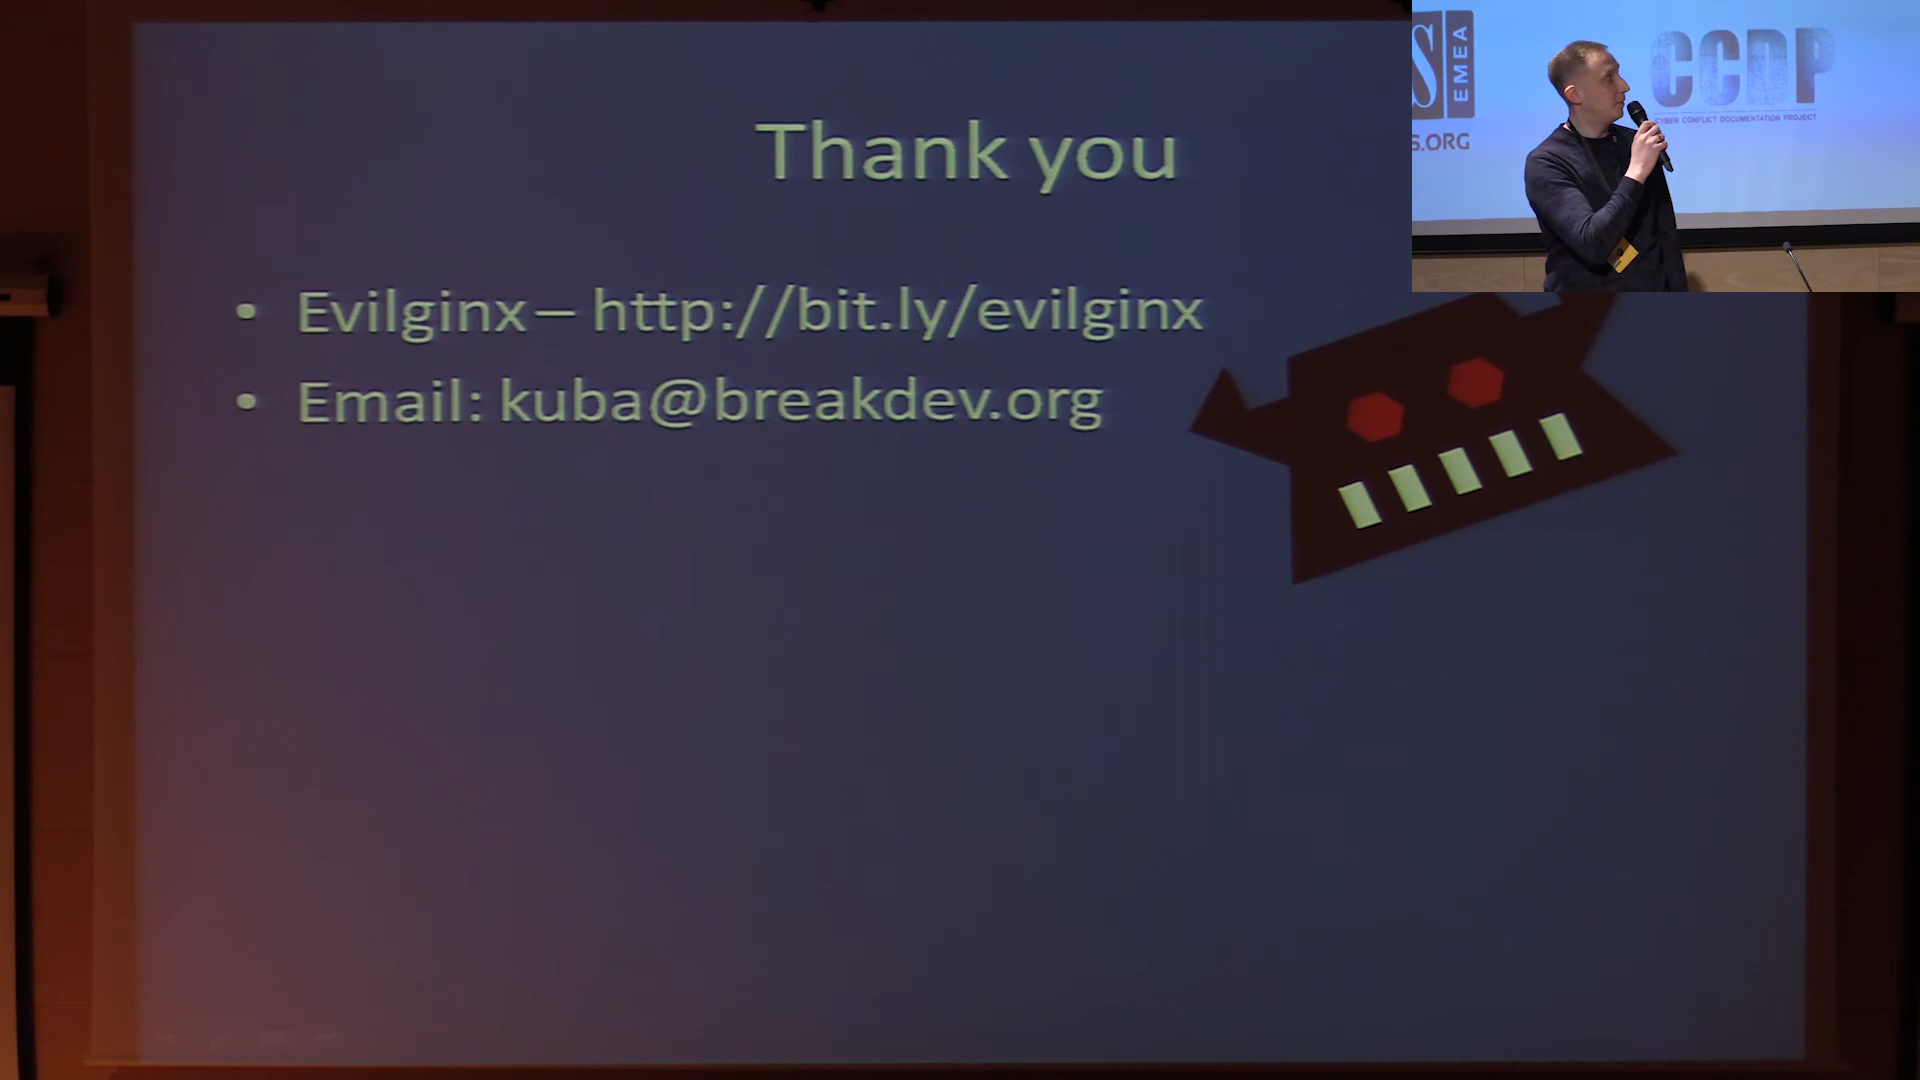 Thank you
• Evilginx – http://bit.ly/evilginx
• Email: kuba@breakdev.org
S EMEA
S.ORG
CCDP
CYBER CONFLICT DOCUMENTATION PROJECT